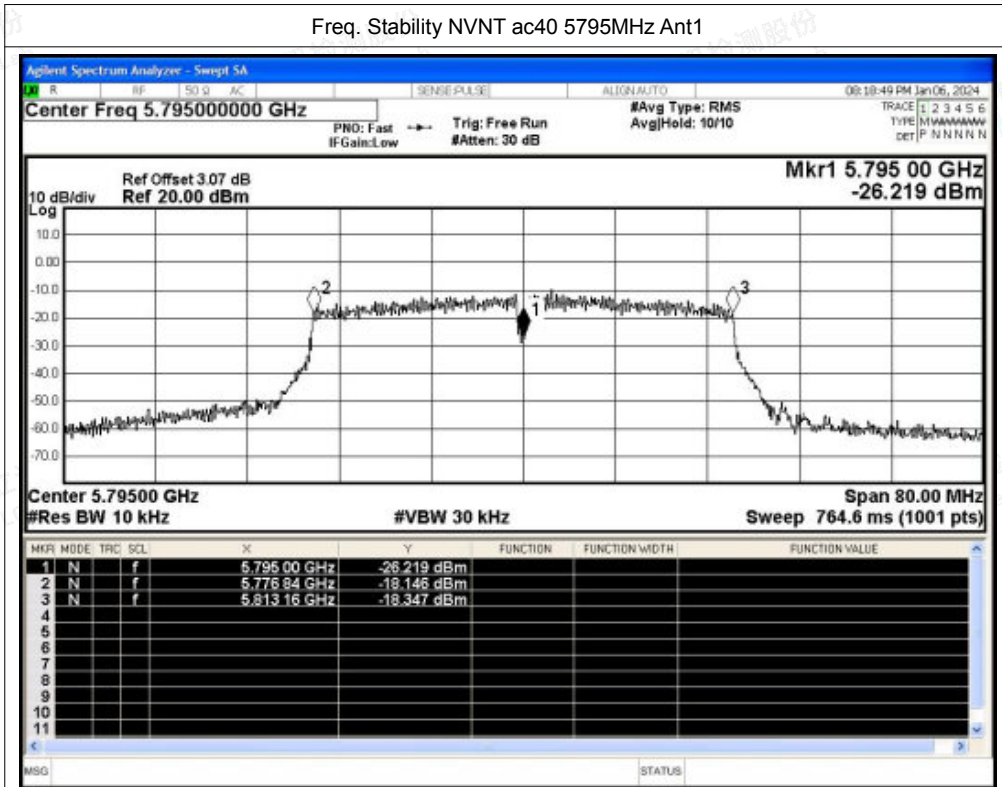 Freq. Stability NVNT ac40 5795MHz Ant1
Agilent Spectrum Analyzer - Swept SA
R RF 50 Ω AC SENSE:PULSE ALIGN AUTO 08:18:49 PM Jan 06, 2024
Center Freq 5.795000000 GHz #Avg Type: RMS TRACE 1 2 3 4 5 6
PNO: Fast Trig: Free Run Avg|Hold: 10/10 TYPE M
IFGain:Low #Atten: 30 dB DET P N N N N N
Mkr1 5.795 00 GHz
Ref Offset 3.07 dB
10 dB/div Ref 20.00 dBm -26.219 dBm
Log
10.0
0.00
-10.0
2
1
3
-20.0
-30.0
-40.0
-50.0
-60.0
-70.0
Center 5.79500 GHz Span 80.00 MHz
#Res BW 10 kHz #VBW 30 kHz Sweep 764.6 ms (1001 pts)
MKR MODE TRC SCL X Y FUNCTION FUNCTION WIDTH FUNCTION VALUE
1 N f 5.795 00 GHz -26.219 dBm
2 N f 5.776 84 GHz -18.146 dBm
3 N f 5.813 16 GHz -18.347 dBm
4
5
6
7
8
9
10
11
MSG STATUS